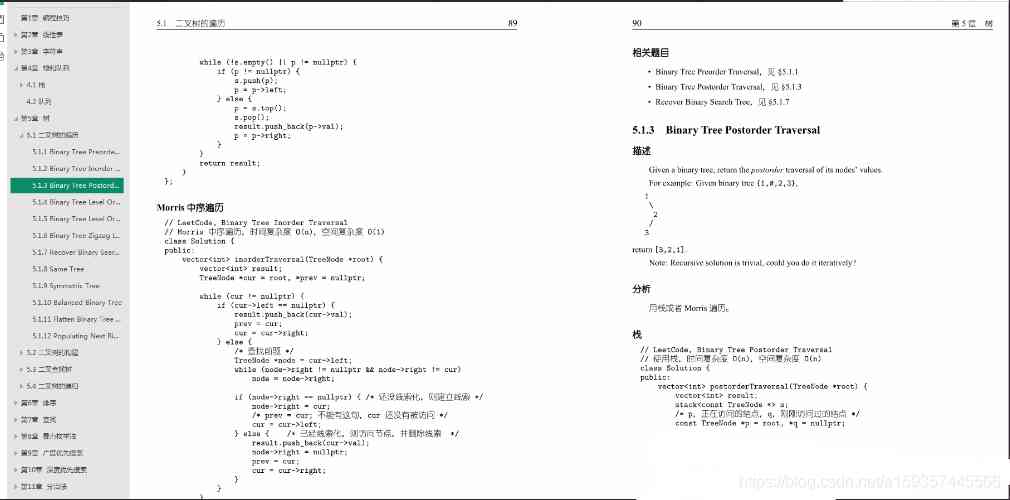 第1章 编程技巧
第2章 线性表
第3章 字符串
第4章 栈和队列
4.1 栈
4.2 队列
第5章 树
5.1 二叉树的遍历
5.1.1 Binary Tree Preorde...
5.1.2 Binary Tree Inorder ...
5.1.3 Binary Tree Postord...
5.1.4 Binary Tree Level Or...
5.1.5 Binary Tree Level Or...
5.1.6 Binary Tree Zigzag L...
5.1.7 Recover Binary Sear...
5.1.8 Same Tree
5.1.9 Symmetric Tree
5.1.10 Balanced Binary Tree
5.1.11 Flatten Binary Tree ...
5.1.12 Populating Next Ri...
5.2 二叉树的构建
5.3 二叉查找树
5.4 二叉树的递归
第6章 排序
第7章 查找
第8章 暴力枚举法
第9章 广度优先搜索
第10章 深度优先搜索
第11章 分治法
5.1 二叉树的遍历 89
while (!s.empty() || p != nullptr) {
if (p != nullptr) {
s.push(p);
p = p->left;
} else {
p = s.top();
s.pop();
result.push_back(p->val);
p = p->right;
}
}
return result;
}
};
Morris 中序遍历
// LeetCode, Binary Tree Inorder Traversal
// Morris 中序遍历，时间复杂度 O(n)，空间复杂度 O(1)
class Solution {
public:
vector<int> inorderTraversal(TreeNode *root) {
vector<int> result;
TreeNode *cur = root, *prev = nullptr;
while (cur != nullptr) {
if (cur->left == nullptr) {
result.push_back(cur->val);
prev = cur;
cur = cur->right;
} else {
/* 查找前驱 */
TreeNode *node = cur->left;
while (node->right != nullptr && node->right != cur)
node = node->right;
if (node->right == nullptr) { /* 还没线索化，则建立线索 */
node->right = cur;
/* prev = cur; 不能有这句，cur 还没有被访问 */
cur = cur->left;
} else { /* 已经线索化，则访问节点，并删除线索 */
result.push_back(cur->val);
node->right = nullptr;
prev = cur;
cur = cur->right;
}
}
}
90 第 5 章 树
相关题目
• Binary Tree Preorder Traversal，见 §5.1.1
• Binary Tree Postorder Traversal，见 §5.1.3
• Recover Binary Search Tree，见 §5.1.7
5.1.3 Binary Tree Postorder Traversal
描述
Given a binary tree, return the postorder traversal of its nodes' values.
For example: Given binary tree {1,#,2,3},
1
\
2
/
3
return [3,2,1].
Note: Recursive solution is trivial, could you do it iteratively?
分析
用栈或者 Morris 遍历。
栈
// LeetCode, Binary Tree Postorder Traversal
// 使用栈，时间复杂度 O(n)，空间复杂度 O(n)
class Solution {
public:
vector<int> postorderTraversal(TreeNode *root) {
vector<int> result;
stack<const TreeNode *> s;
/* p，正在访问的结点，q，刚刚访问过的结点 */
const TreeNode *p = root, *q = nullptr;
https://blog.csdn.net/a159357445566